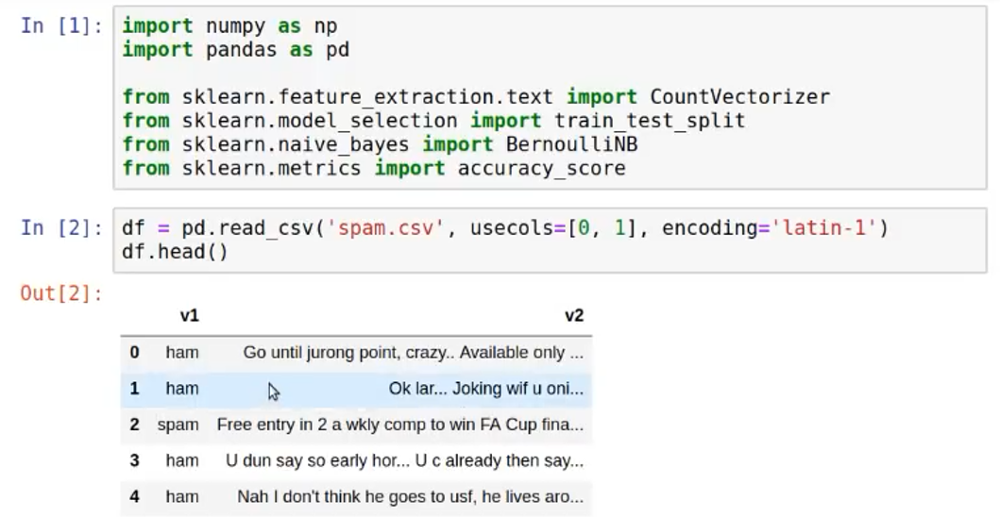 In [1]: import numpy as np
import pandas as pd
from sklearn.feature_extraction.text import CountVectorizer
from sklearn.model_selection import train_test_split
from sklearn.naive_bayes import BernoulliNB
from sklearn.metrics import accuracy_score
In [2]: df = pd.read_csv('spam.csv', usecols=[0, 1], encoding='latin-1')
df.head()
Out[2]:
v1 v2
0 ham Go until jurong point, crazy.. Available only ...
1 ham Ok lar... Joking wif u oni...
2 spam Free entry in 2 a wkly comp to win FA Cup fina...
3 ham U dun say so early hor... U c already then say...
4 ham Nah I don't think he goes to usf, he lives aro...